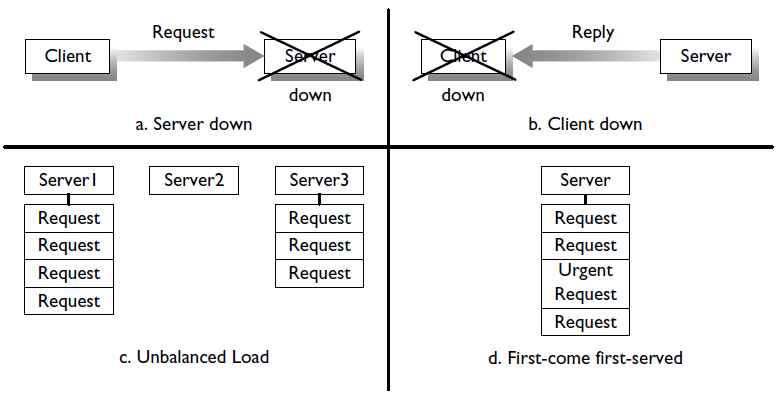 Request
Client
Server
down
a. Server down
Reply
Client
Server
down
b. Client down
Server1
Server2
Server3
Request
Request
Request
Request
Request
Request
Request
c. Unbalanced Load
Server
Request
Request
Urgent
Request
Request
d. First-come first-served